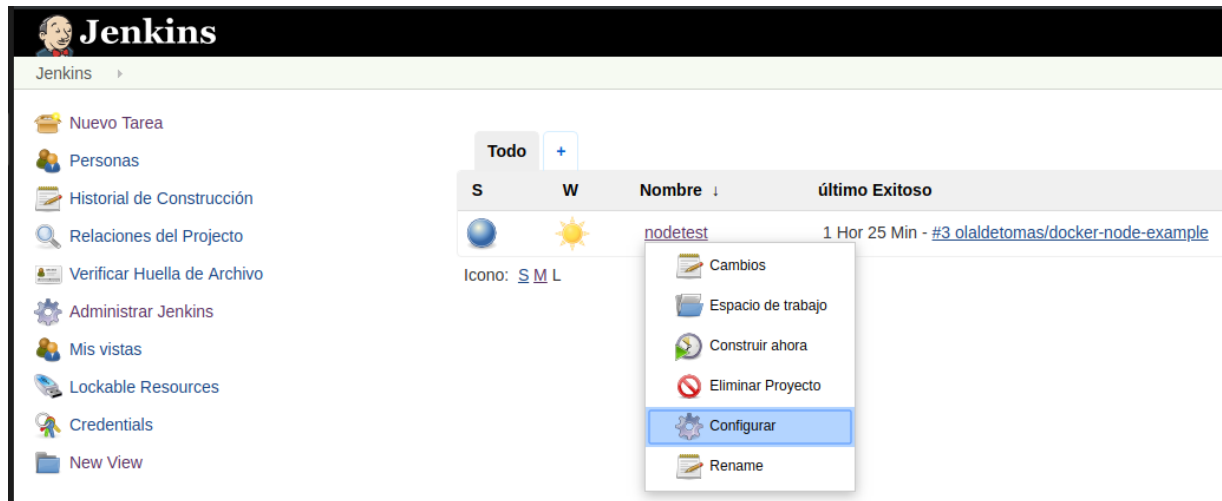 Jenkins
Jenkins
Nuevo Tarea
Personas
Historial de Construcción
Relaciones del Projecto
Verificar Huella de Archivo
Administrar Jenkins
Mis vistas
Lockable Resources
Credentials
New View
Todo +
S W Nombre ↓ último Exitoso
nodetest 1 Hor 25 Min - #3 olaldetomas/docker-node-example
Icono: S M L
Cambios
Espacio de trabajo
Construir ahora
Eliminar Proyecto
Configurar
Rename